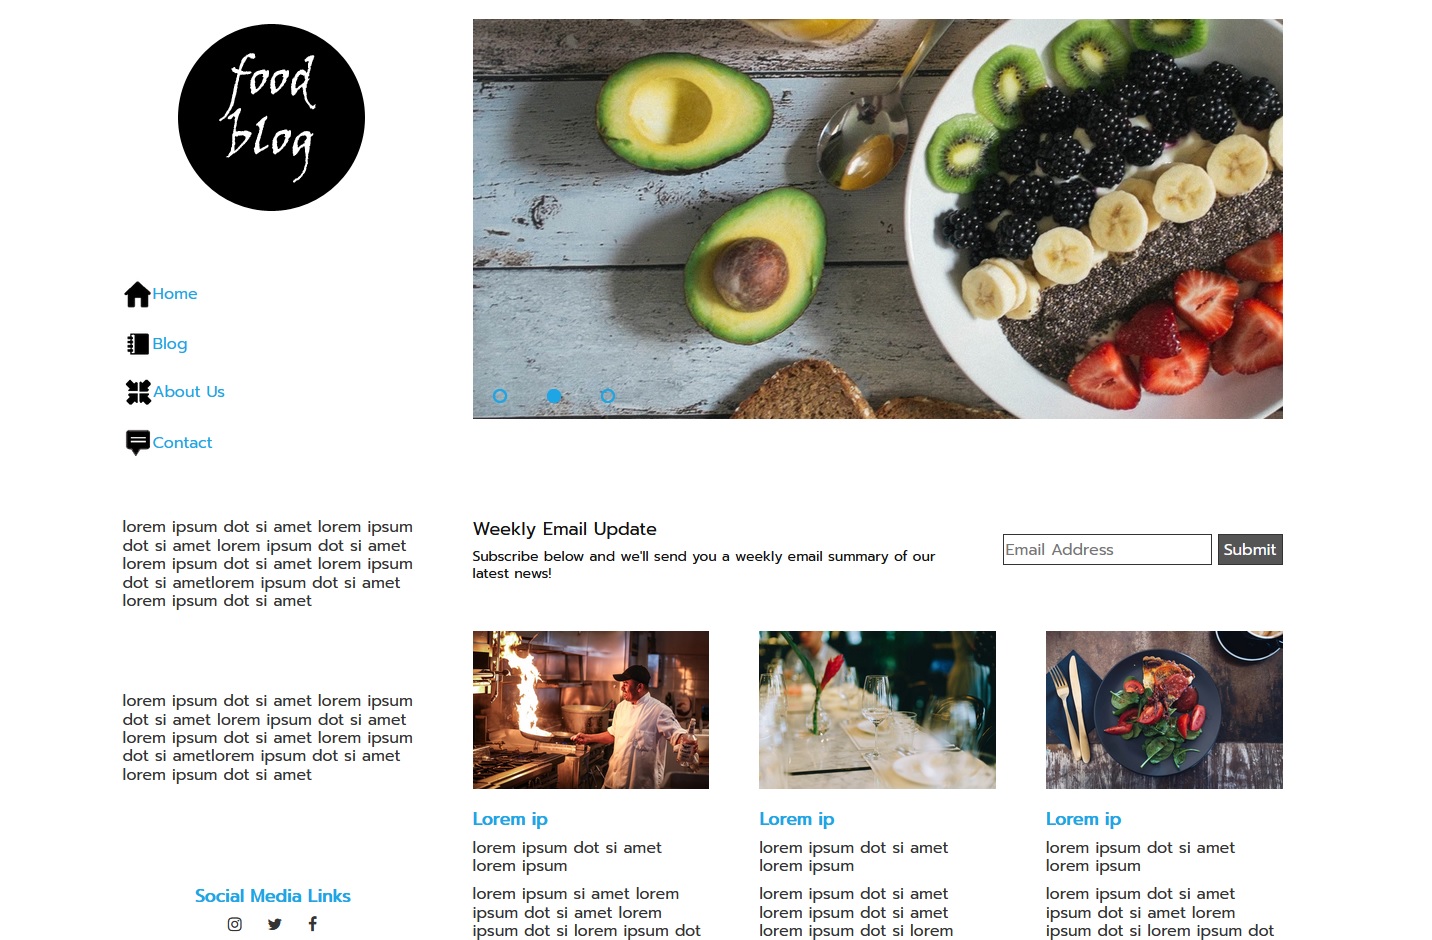 food
blog
Home
Blog
About Us
Contact
lorem ipsum dot si amet lorem ipsum
dot si amet lorem ipsum dot si amet
lorem ipsum dot si amet lorem ipsum
dot si ametlorem ipsum dot si amet
lorem ipsum dot si amet
lorem ipsum dot si amet lorem ipsum
dot si amet lorem ipsum dot si amet
lorem ipsum dot si amet lorem ipsum
dot si ametlorem ipsum dot si amet
lorem ipsum dot si amet
Social Media Links
Weekly Email Update
Subscribe below and we'll send you a weekly email summary of our
latest news!
Email Address
Submit
Lorem ip
lorem ipsum dot si amet
lorem ipsum
lorem ipsum si amet lorem
ipsum dot si amet lorem
ipsum dot si lorem ipsum dot
Lorem ip
lorem ipsum dot si amet
lorem ipsum
lorem ipsum dot si amet
lorem ipsum dot si amet
lorem ipsum dot si lorem
Lorem ip
lorem ipsum dot si amet
lorem ipsum
lorem ipsum dot si amet
ipsum dot si amet lorem
ipsum dot si lorem ipsum dot